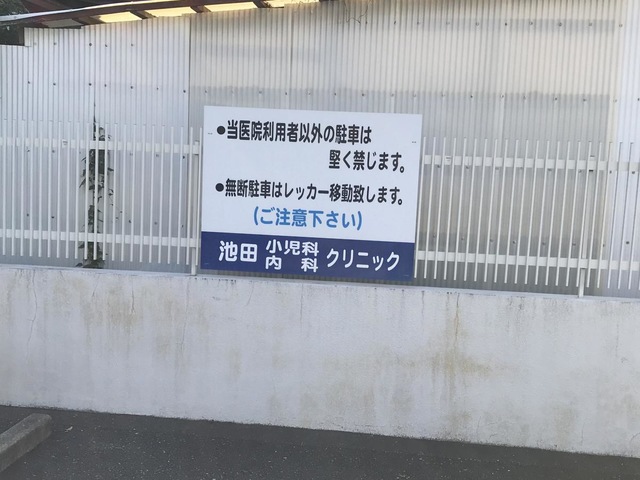 ●当医院利用者以外の駐車は
堅く禁じます。
●無断駐車はレッカー移動致します。
(ご注意下さい)
池田 小児科 内科 クリニック